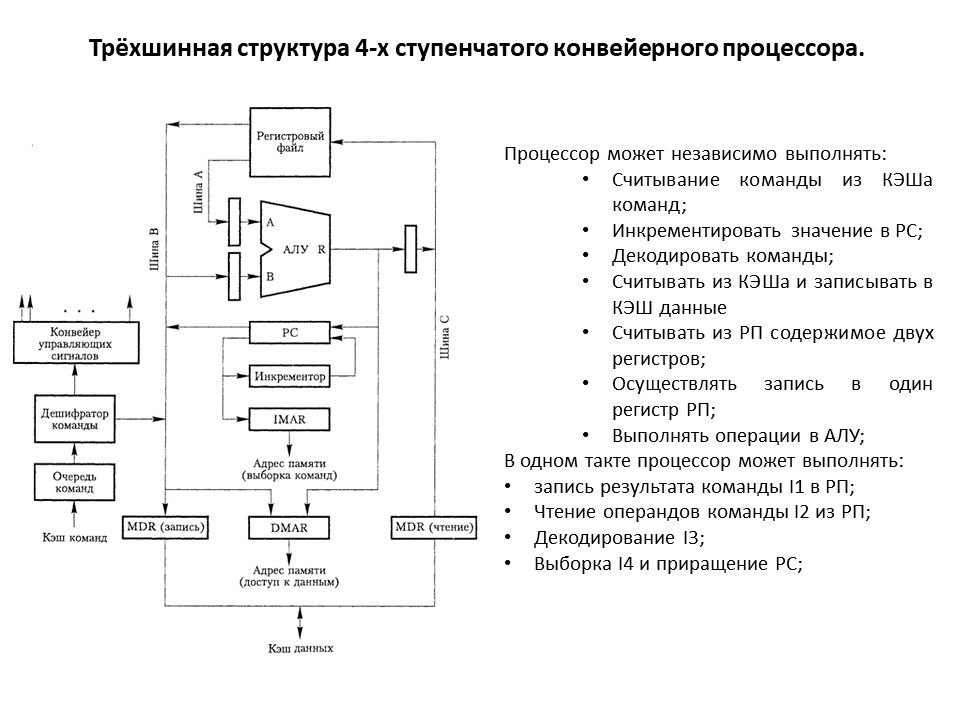 Трёхшинная структура 4-х ступенчатого конвейерного процессора.
Регистровый
файл
Шина А
Шина В
А
АЛУ R
В
PC
Шина С
Инкрементор
IMAR
Адрес памяти
(выборка команд)
. . .
Конвейер
управляющих
сигналов
Дешифратор
команды
Очередь
команд
Кэш команд
MDR (запись)
DMAR
MDR (чтение)
Адрес памяти
(доступ к данным)
Кэш данных
Процессор может независимо выполнять:
• Считывание команды из КЭШа
команд;
• Инкрементировать значение в PC;
• Декодировать команды;
• Считывать из КЭШа и записывать в
КЭШ данные
• Считывать из РП содержимое двух
регистров;
• Осуществлять запись в один
регистр РП;
• Выполнять операции в АЛУ;
В одном такте процессор может выполнять:
• запись результата команды I1 в РП;
• Чтение операндов команды I2 из РП;
• Декодирование I3;
• Выборка I4 и приращение PC;